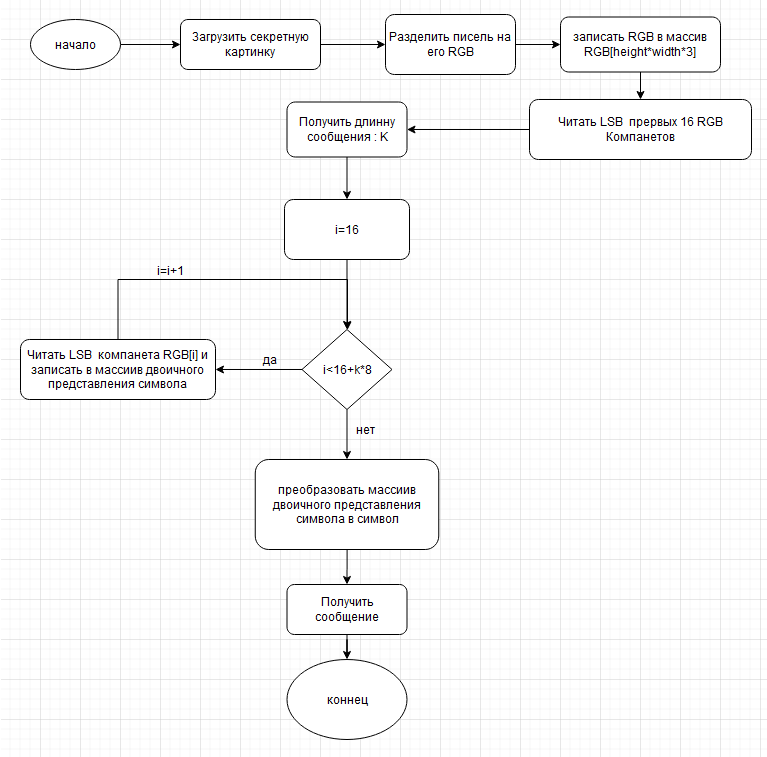 начало
Загрузить секретную
картинку
Разделить писель на
его RGB
записать RGB в массив
RGB[height*width*3]
Читать LSB прервых 16 RGB
Компанетов
Получить длинну
сообщения : K
i=16
i=i+1
i<16+k*8
да
Читать LSB компанета RGB[i] и
записать в массиив двоичного
представления символа
нет
преобразовать массиив
двоичного представления
символа в символ
Получить
сообщение
коннец